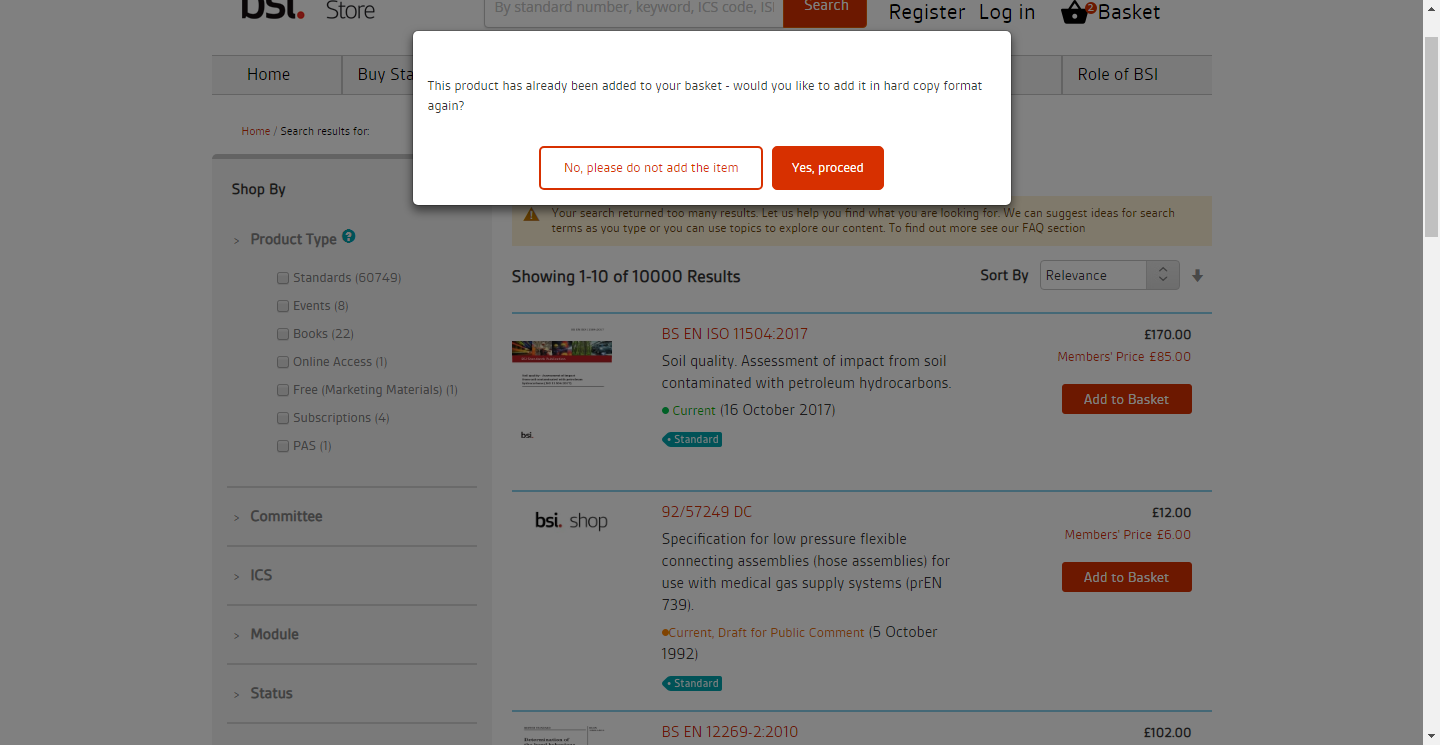 bsi. Store
By standard number, keyword, ICS code, ISI
Search
Register Log in 2 Basket
Home
Buy Sta
Role of BSI
This product has already been added to your basket - would you like to add it in hard copy format
again?
No, please do not add the item
Yes, proceed
Home / Search results for:
Shop By
Product Type ?
Standards (60749)
Events (8)
Books (22)
Online Access (1)
Free (Marketing Materials) (1)
Subscriptions (4)
PAS (1)
Committee
ICS
Module
Status
Your search returned too many results. Let us help you find what you are looking for. We can suggest ideas for search
terms as you type or you can use topics to explore our content. To find out more see our FAQ section
Showing 1-10 of 10000 Results
Sort By Relevance
BS EN ISO 11504:2017
Soil quality. Assessment of impact from soil
contaminated with petroleum hydrocarbons.
Current (16 October 2017)
Standard
£170.00
Members' Price £85.00
Add to Basket
bsi.
bsi. shop
92/57249 DC
Specification for low pressure flexible
connecting assemblies (hose assemblies) for
use with medical gas supply systems (prEN
739).
Current, Draft for Public Comment (5 October
1992)
Standard
£12.00
Members' Price £6.00
Add to Basket
Determination of
BS EN 12269-2:2010
£102.00